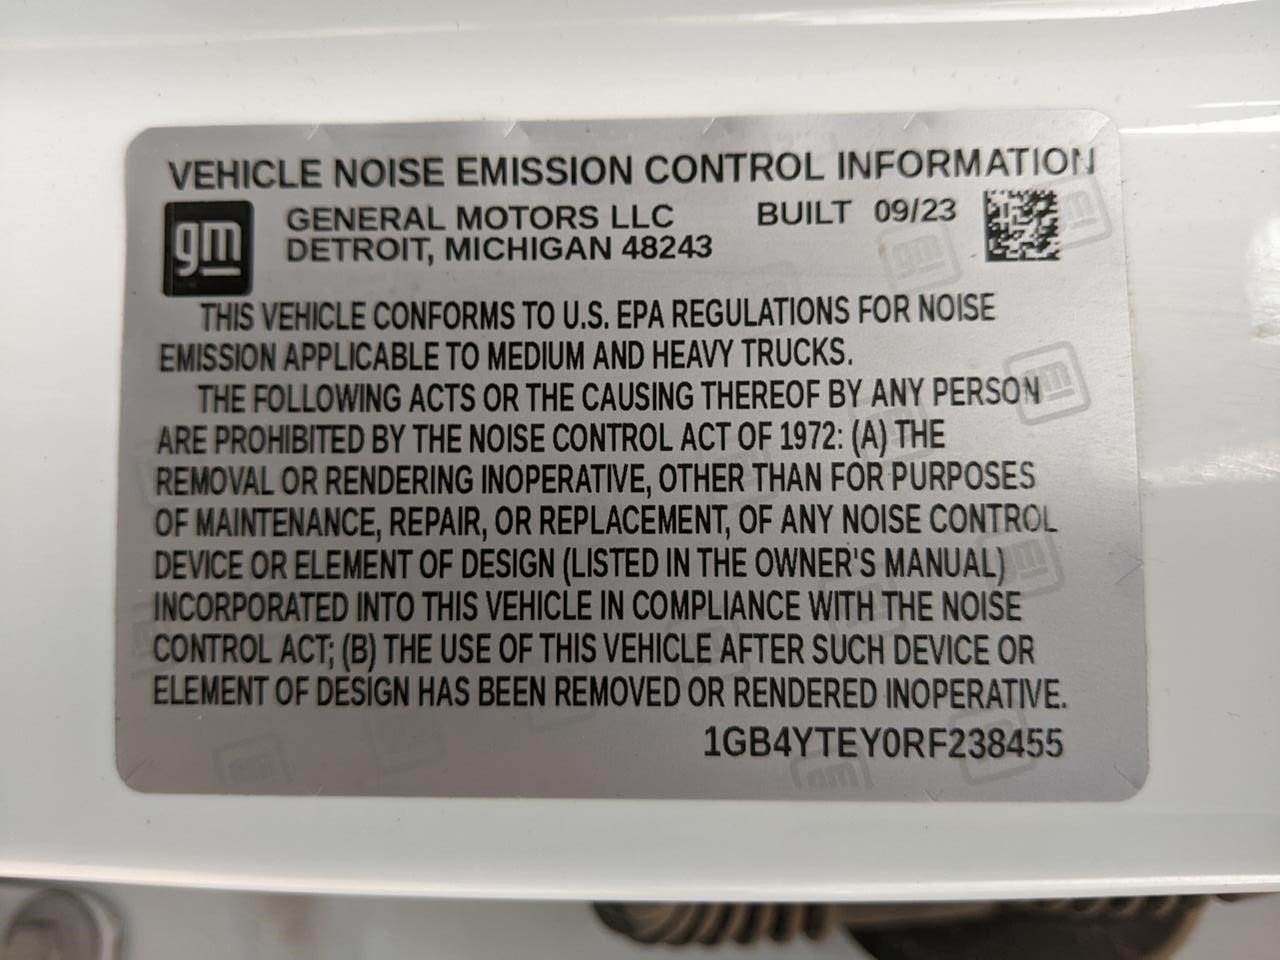 VEHICLE NOISE EMISSION CONTROL INFORMATION
gm
GENERAL MOTORS LLC BUILT 09/23
DETROIT, MICHIGAN 48243
THIS VEHICLE CONFORMS TO U.S. EPA REGULATIONS FOR NOISE
EMISSION APPLICABLE TO MEDIUM AND HEAVY TRUCKS.
THE FOLLOWING ACTS OR THE CAUSING THEREOF BY ANY PERSON
ARE PROHIBITED BY THE NOISE CONTROL ACT OF 1972: (A) THE
REMOVAL OR RENDERING INOPERATIVE, OTHER THAN FOR PURPOSES
OF MAINTENANCE, REPAIR, OR REPLACEMENT, OF ANY NOISE CONTROL
DEVICE OR ELEMENT OF DESIGN (LISTED IN THE OWNER'S MANUAL)
INCORPORATED INTO THIS VEHICLE IN COMPLIANCE WITH THE NOISE
CONTROL ACT; (B) THE USE OF THIS VEHICLE AFTER SUCH DEVICE OR
ELEMENT OF DESIGN HAS BEEN REMOVED OR RENDERED INOPERATIVE.
1GB4YTEY0RF238455